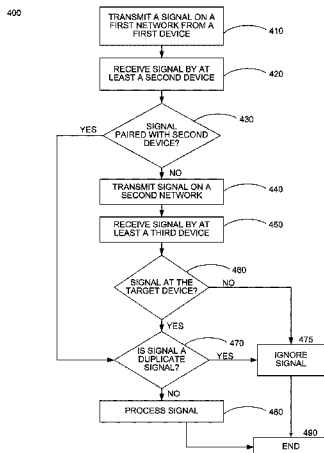 400
TRANSMIT A SIGNAL ON A
FIRST NETWORK FROM A
FIRST DEVICE
410
RECEIVE SIGNAL BY AT
LEAST A SECOND DEVICE
420
430
YES
SIGNAL
PAIRED WITH SECOND
DEVICE?
NO
TRANSMIT SIGNAL ON A
SECOND NETWORK
440
RECEIVE SIGNAL BY AT
LEAST A THIRD DEVICE
450
460
SIGNAL AT THE
TARGET DEVICE?
NO
YES
470
475
IS SIGNAL A
DUPLICATE
SIGNAL?
YES
IGNORE
SIGNAL
NO
PROCESS SIGNAL
480
490
END